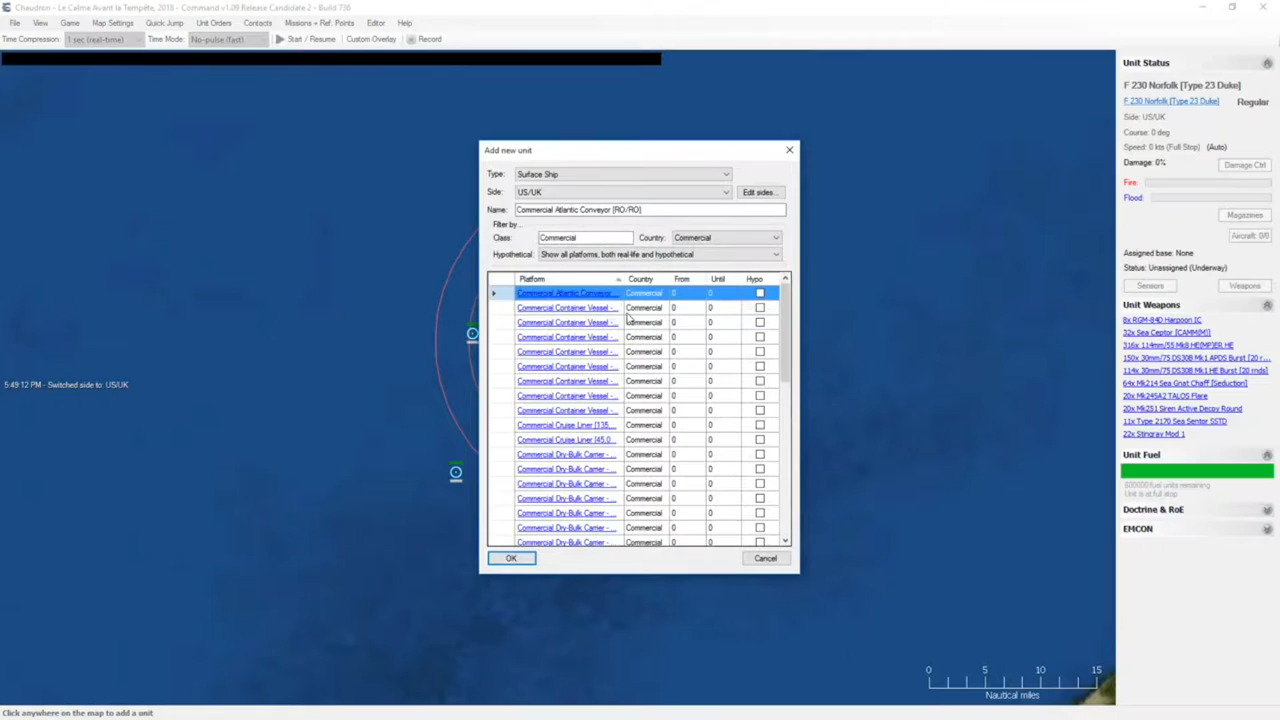 Chaudron - Le Calme Avant la Tempête, 2018 - Command v1.09 Release Candidate 2 - Build 736
File View Game Map Settings Quick Jump Unit Orders Contacts Missions + Ref. Points Editor Help
Time Compression: 1 sec (real-time) Time Mode: No-pulse (fast) Start / Resume Custom Overlay Record
5:49:12 PM - Switched side to: US/UK
Add new unit
Type: Surface Ship
Side: US/UK Edit sides...
Name: Commercial Atlantic Conveyor [RO/RO]
Filter by...
Class: Commercial Country: Commercial
Hypothetical: Show all platforms, both real-life and hypothetical
Platform Country From Until Hypo
Commercial Atlantic Conveyor ... Commercial 0 0
Commercial Container Vessel -... Commercial 0 0
Commercial Container Vessel -... Commercial 0 0
Commercial Container Vessel -... Commercial 0 0
Commercial Container Vessel -... Commercial 0 0
Commercial Container Vessel -... Commercial 0 0
Commercial Container Vessel -... Commercial 0 0
Commercial Container Vessel -... Commercial 0 0
Commercial Container Vessel -... Commercial 0 0
Commercial Cruise Liner [135,... Commercial 0 0
Commercial Cruise Liner [45.0... Commercial 0 0
Commercial Dry-Bulk Carrier - ... Commercial 0 0
Commercial Dry-Bulk Carrier - ... Commercial 0 0
Commercial Dry-Bulk Carrier - ... Commercial 0 0
Commercial Dry-Bulk Carrier - ... Commercial 0 0
Commercial Dry-Bulk Carrier - ... Commercial 0 0
Commercial Dry-Bulk Carrier - ... Commercial 0 0
Commercial Dry-Bulk Carrier - ... Commercial 0 0
OK Cancel
Unit Status
F 230 Norfolk [Type 23 Duke]
F 230 Norfolk [Type 23 Duke] Regular
Side: US/UK
Course: 0 deg
Speed: 0 kts (Full Stop) (Auto)
Damage: 0% Damage Ctrl
Fire:
Flood:
Magazines
Aircraft: 0/0
Assigned base: None
Status: Unassigned (Underway)
Sensors Weapons
Unit Weapons
8x RGM-84D Harpoon IC
32x Sea Ceptor [CAMM(M)]
316x 114mm/55 Mk8 HE(MP)ER HE
150x 30mm/75 DS30B Mk1 APDS Burst [20 r...
114x 30mm/75 DS30B Mk1 HE Burst [20 rnds]
64x Mk214 Sea Gnat Chaff [Seduction]
20x Mk245A2 TALOS Flare
20x Mk251 Siren Active Decoy Round
11x Type 2170 Sea Sentor SSTD
22x Stingray Mod 1
Unit Fuel
800000 fuel units remaining
Unit is at full stop
Doctrine & RoE
EMCON
0 5 10 15
Nautical miles
Click anywhere on the map to add a unit